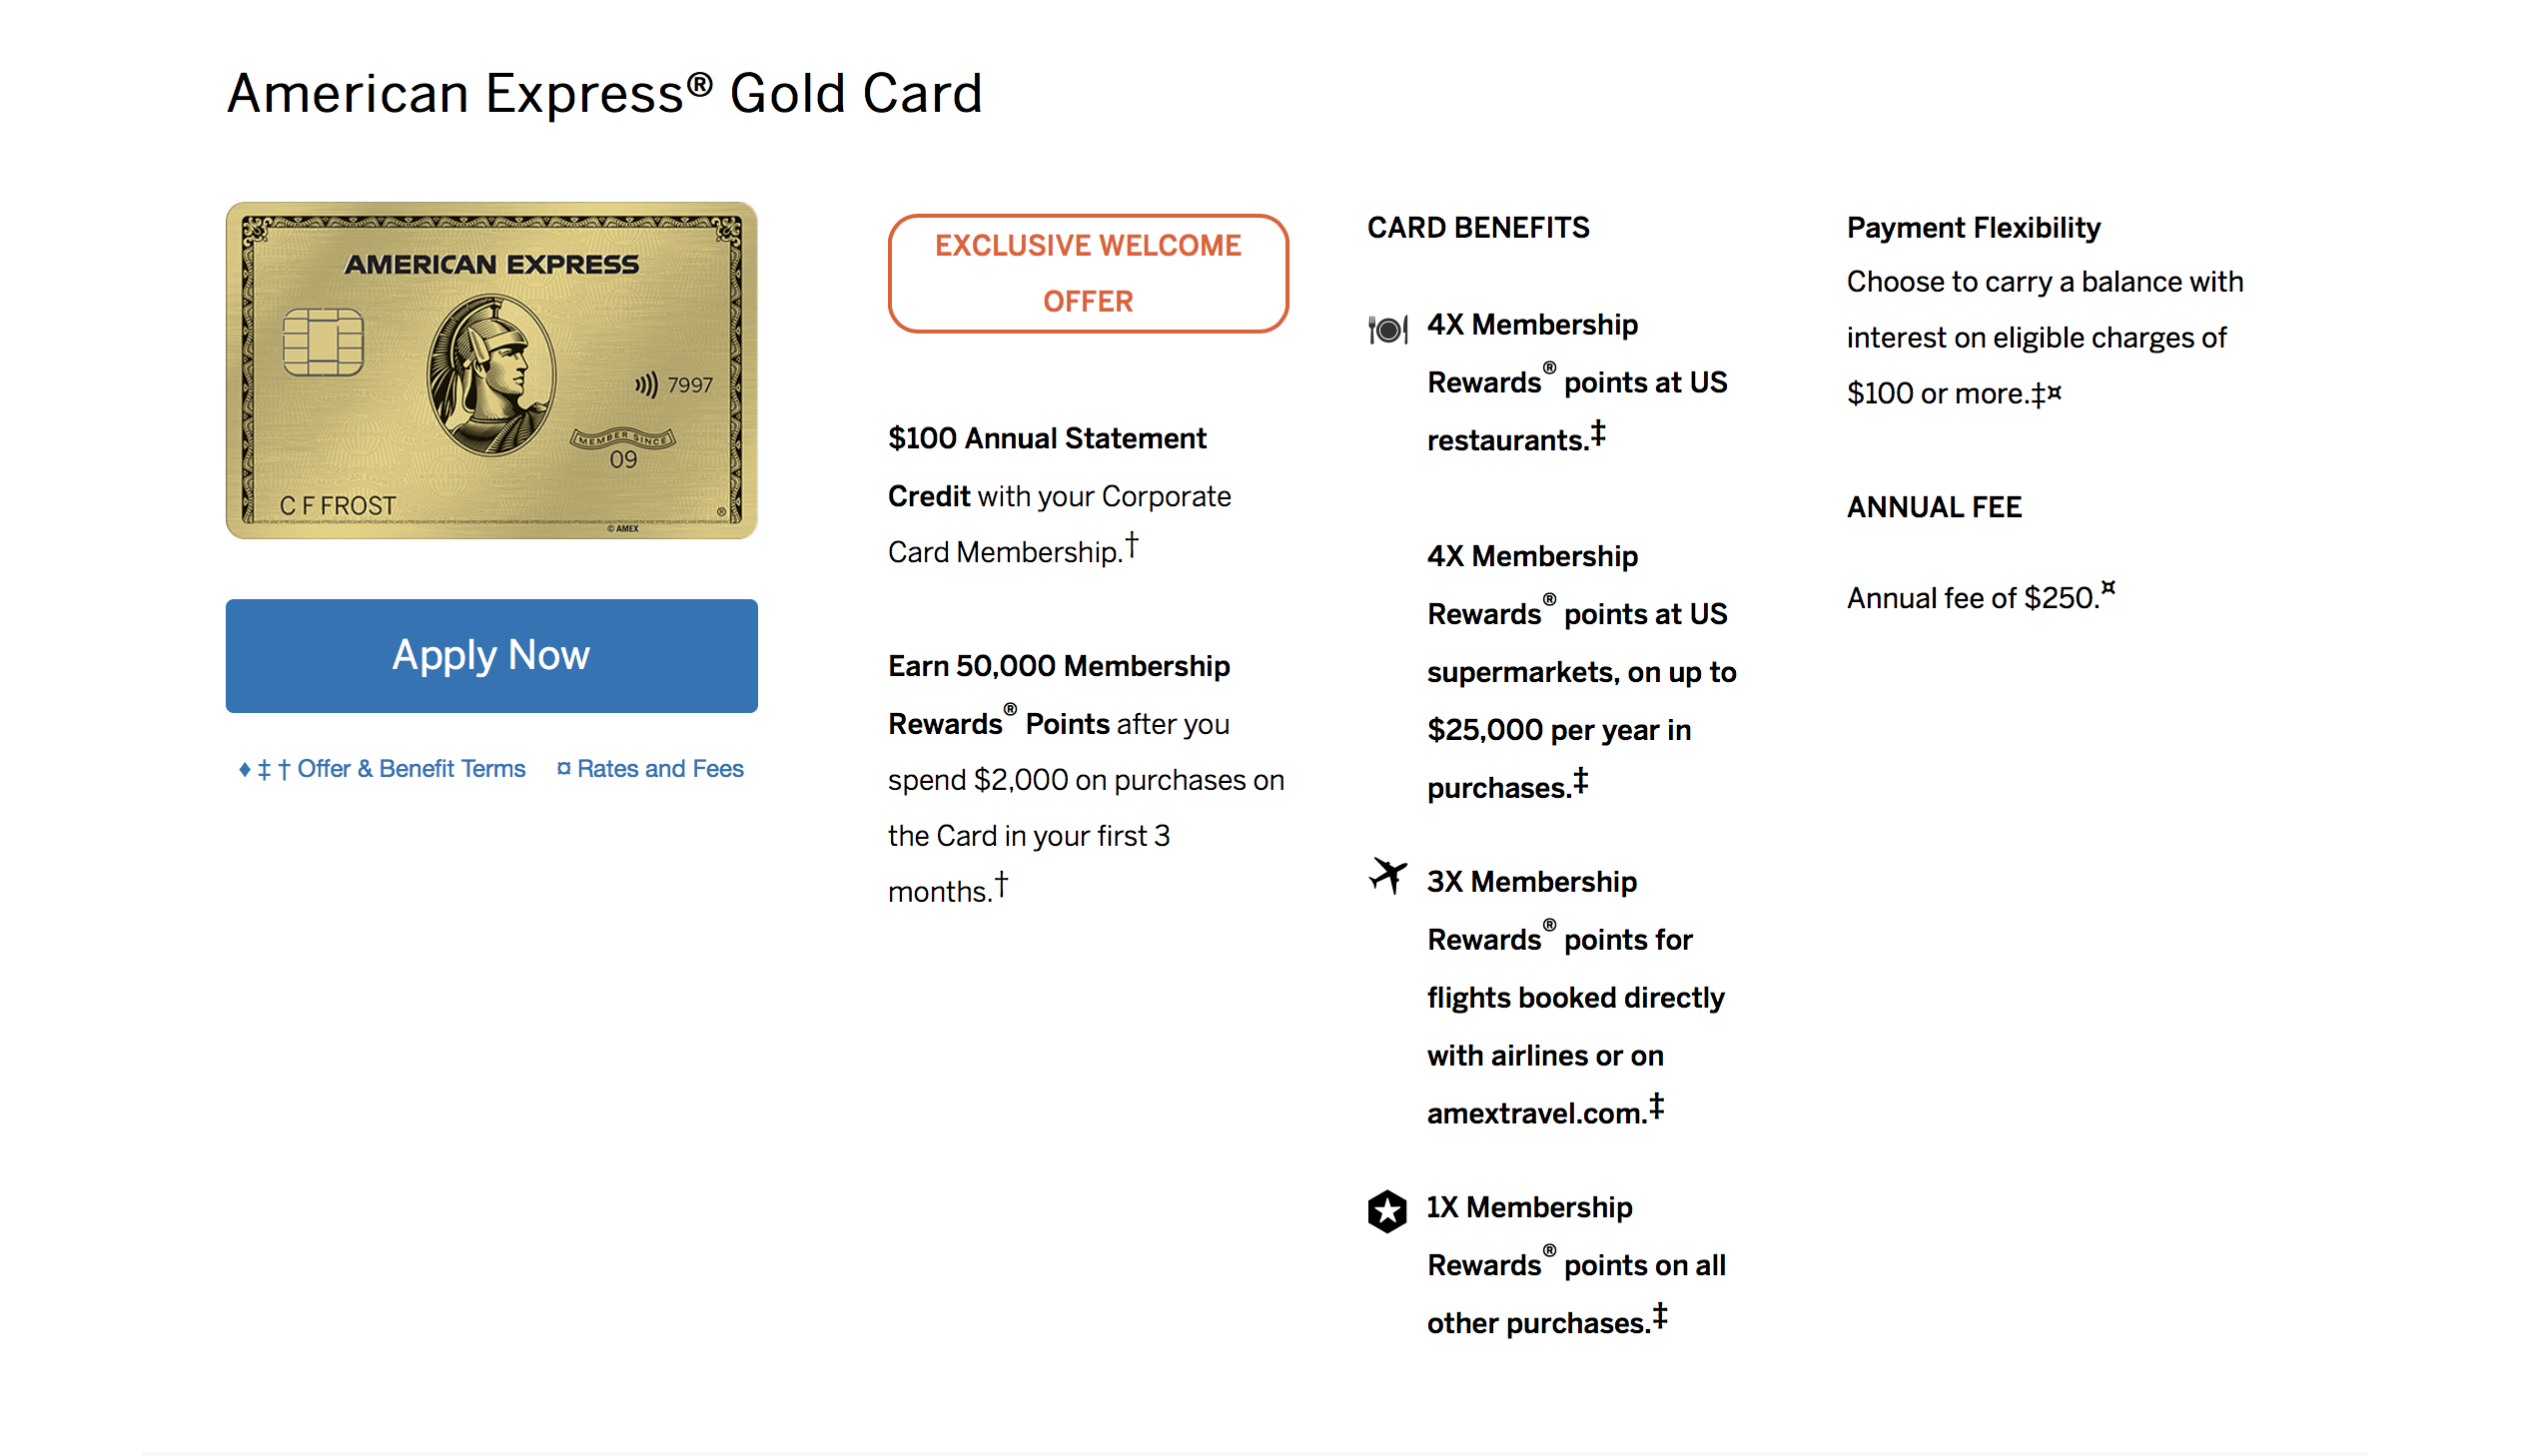 American Express® Gold Card
AMERICAN EXPRESS
7997
MEMBER SINCE
09
C F FROST
®
© AMEX
Apply Now
♦ ‡ † Offer & Benefit Terms
¤ Rates and Fees
EXCLUSIVE WELCOME
OFFER
$100 Annual Statement
Credit with your Corporate
Card Membership.†
Earn 50,000 Membership
Rewards® Points after you
spend $2,000 on purchases on
the Card in your first 3
months.†
CARD BENEFITS
4X Membership
Rewards® points at US
restaurants.‡
4X Membership
Rewards® points at US
supermarkets, on up to
$25,000 per year in
purchases.‡
3X Membership
Rewards® points for
flights booked directly
with airlines or on
amextravel.com.‡
1X Membership
Rewards® points on all
other purchases.‡
Payment Flexibility
Choose to carry a balance with
interest on eligible charges of
$100 or more.‡¤
ANNUAL FEE
Annual fee of $250.¤